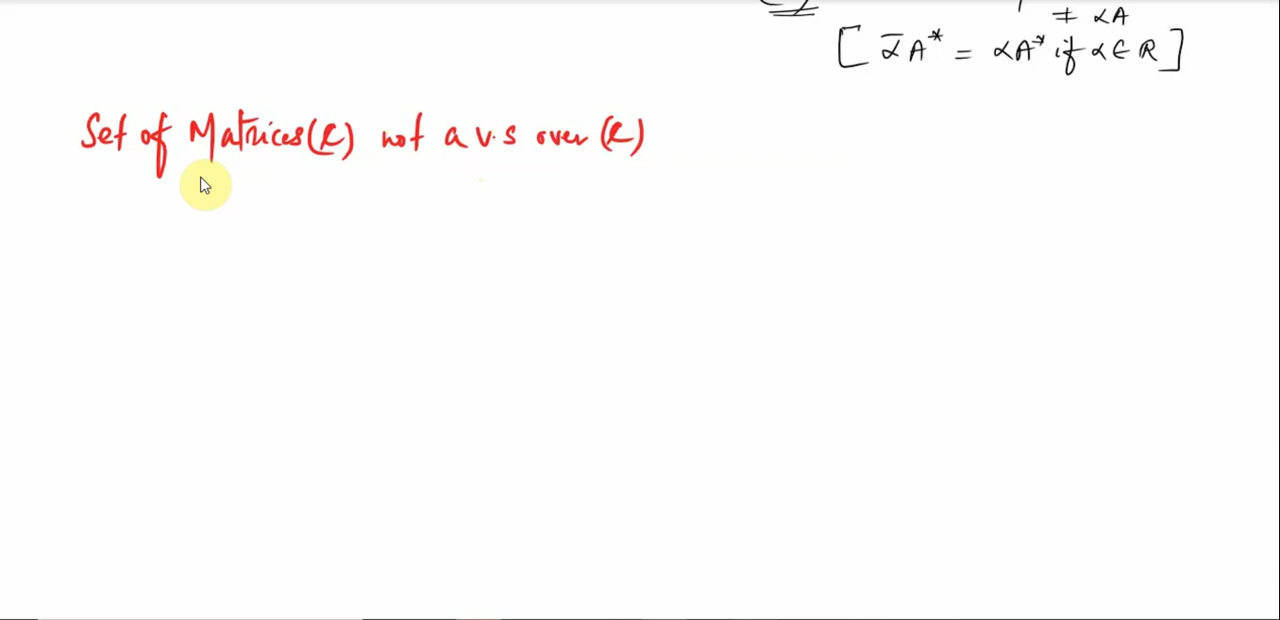 ≠ αA
[ ᾱA* = αA* if α ∈ R ]
Set of Matrices(R) not a v.s over (R)